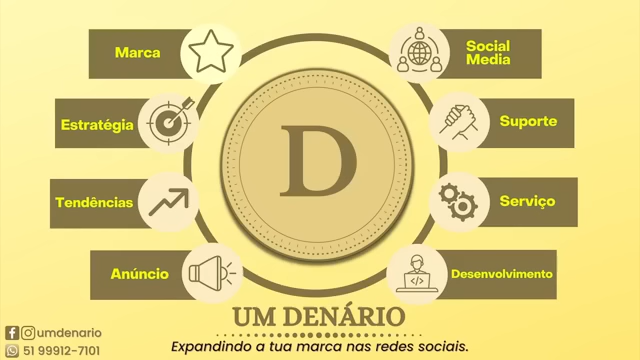 Marca
Social
Media
Estratégia
Suporte
D
Tendências
Serviço
Anúncio
</>
Desenvolvimento
UM DENÁRIO
Expandindo a tua marca nas redes sociais.
umdenario
51 99912-7101